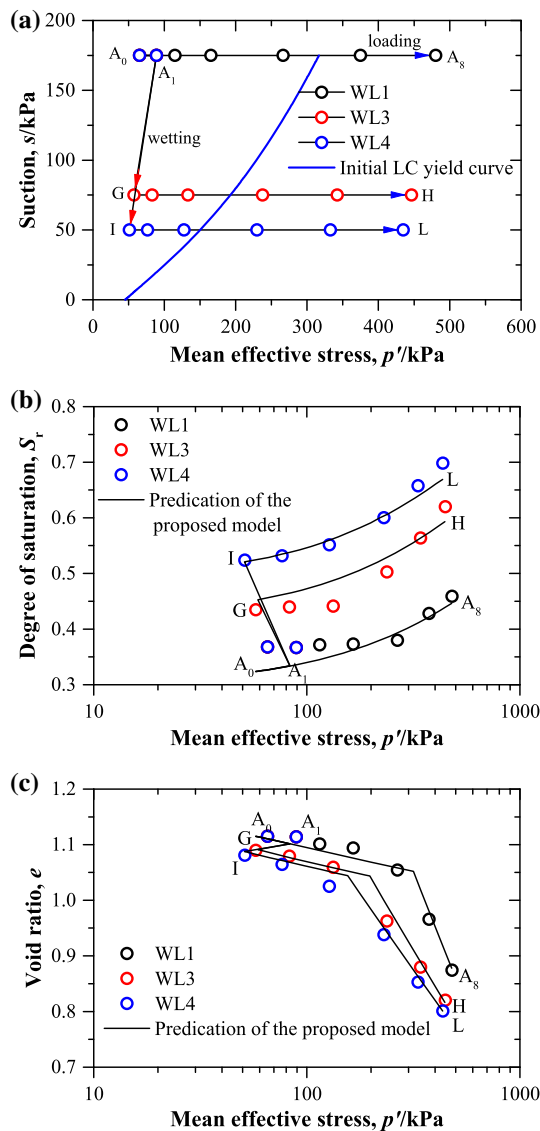 (a)
200
150
100
50
0
Suction, s/kPa
A0
A1
loading
A8
wetting
WL1
WL3
WL4
Initial LC yield curve
G
H
I
L
0 100 200 300 400 500 600
Mean effective stress, p'/kPa
(b)
0.8
0.7
0.6
0.5
0.4
0.3
Degree of saturation, Sr
WL1
WL3
WL4
Predication of the
proposed model
L
H
I
G
A8
A0
A1
10 100 1000
Mean effective stress, p'/kPa
(c)
1.2
1.1
1.0
0.9
0.8
0.7
Void ratio, e
A0
A1
G
I
WL1
WL3
WL4
Predication of the proposed model
A8
H
L
10 100 1000
Mean effective stress, p'/kPa